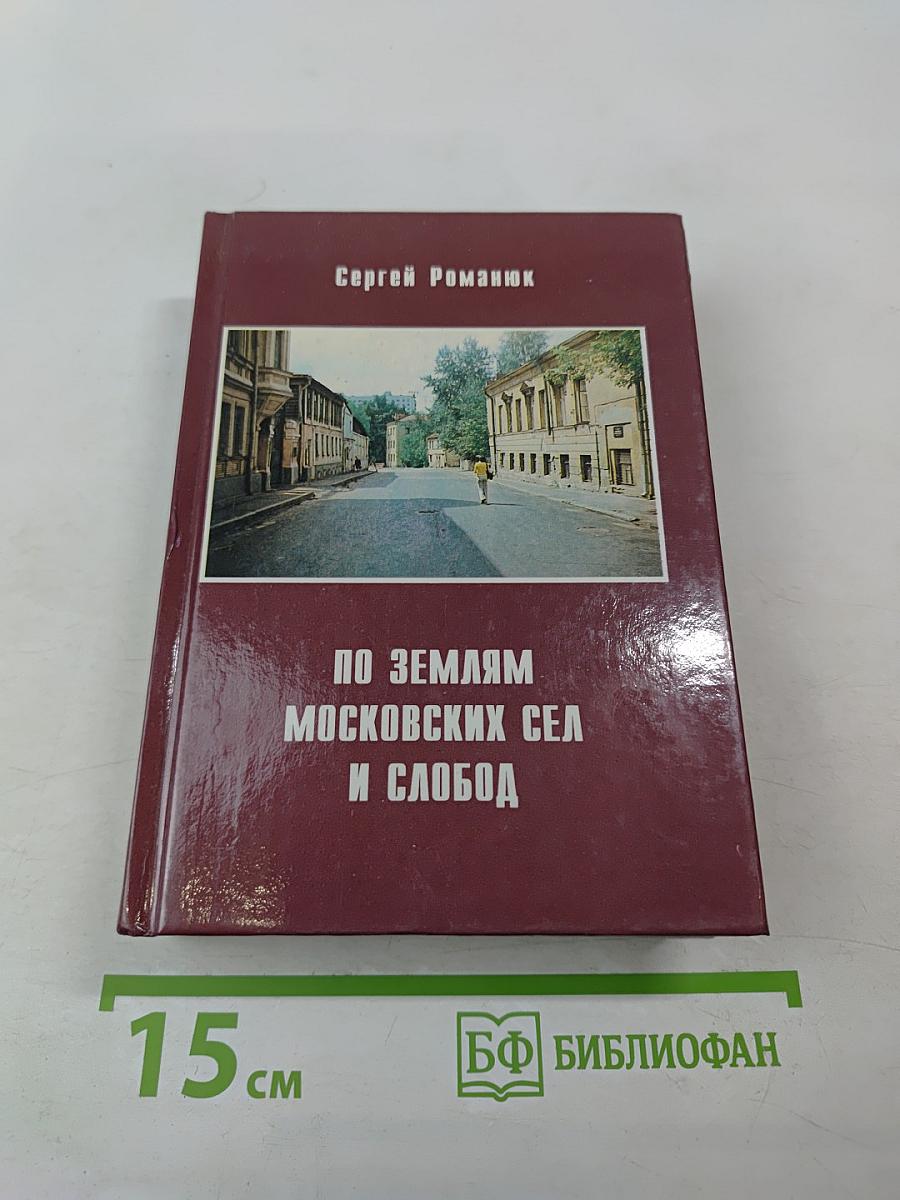 Сергей Романюк
ПО ЗЕМЛЯМ
МОСКОВСКИХ СЕЛ
И СЛОБОД
15 см
БФ БИБЛИОФАН